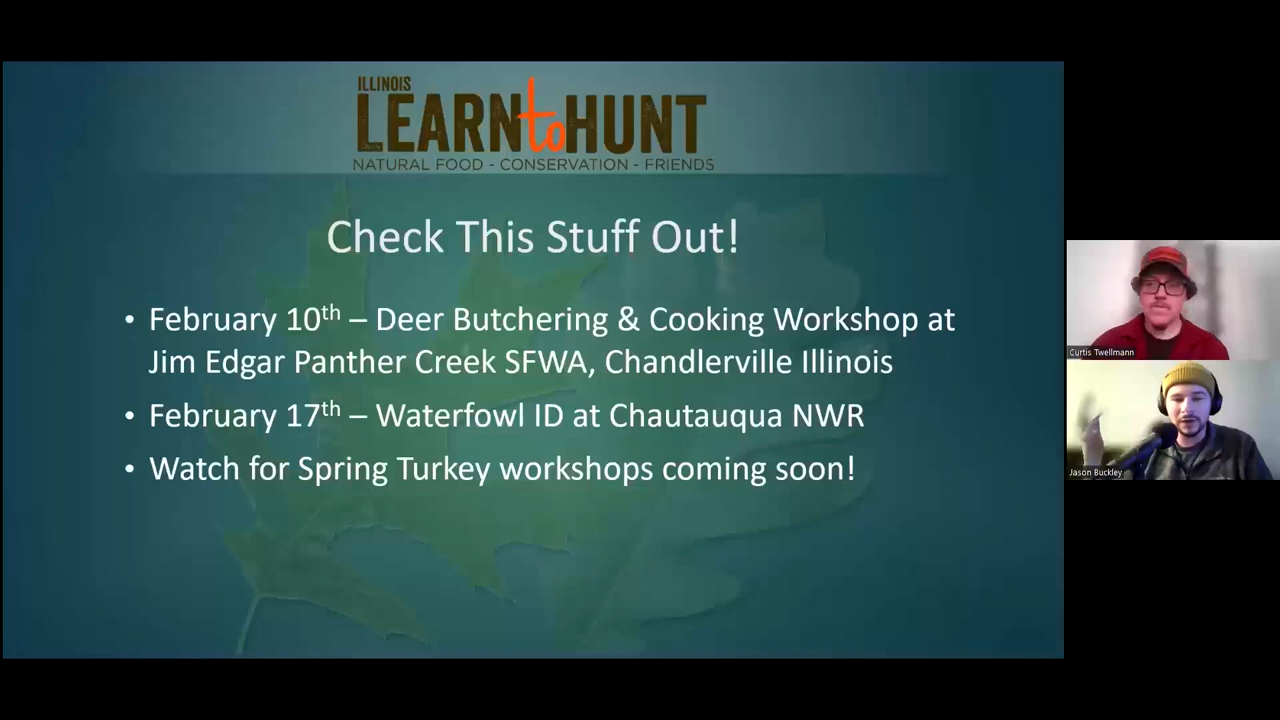 ILLINOIS
LEARN to HUNT
NATURAL FOOD - CONSERVATION - FRIENDS
Check This Stuff Out!
• February 10th – Deer Butchering & Cooking Workshop at
Jim Edgar Panther Creek SFWA, Chandlerville Illinois
• February 17th – Waterfowl ID at Chautauqua NWR
• Watch for Spring Turkey workshops coming soon!
Curtis Twellmann
Jason Buckley